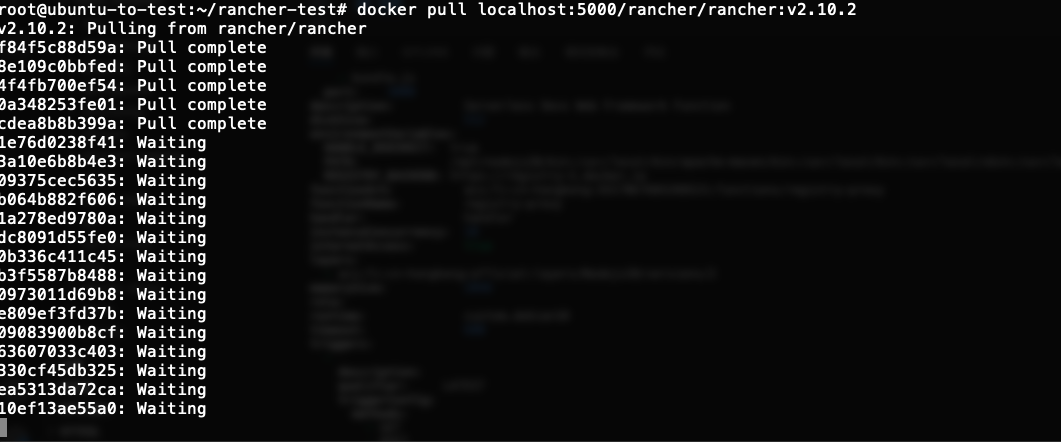 root@ubuntu-to-test:~/rancher-test# docker pull localhost:5000/rancher/rancher:v2.10.2
v2.10.2: Pulling from rancher/rancher
f84f5c88d59a: Pull complete
8e109c0bbfed: Pull complete
4f4fb700ef54: Pull complete
0a348253fe01: Pull complete
cdea8b8b399a: Pull complete
1e76d0238f41: Waiting
3a10e6b8b4e3: Waiting
09375cec5635: Waiting
b064b882f606: Waiting
1a278ed9780a: Waiting
dc8091d55fe0: Waiting
0b336c411c45: Waiting
b3f5587b8488: Waiting
0973011d69b8: Waiting
e809ef3fd37b: Waiting
09083900b8cf: Waiting
63607033c403: Waiting
330cf45db325: Waiting
ea5313da72ca: Waiting
10ef13ae55a0: Waiting